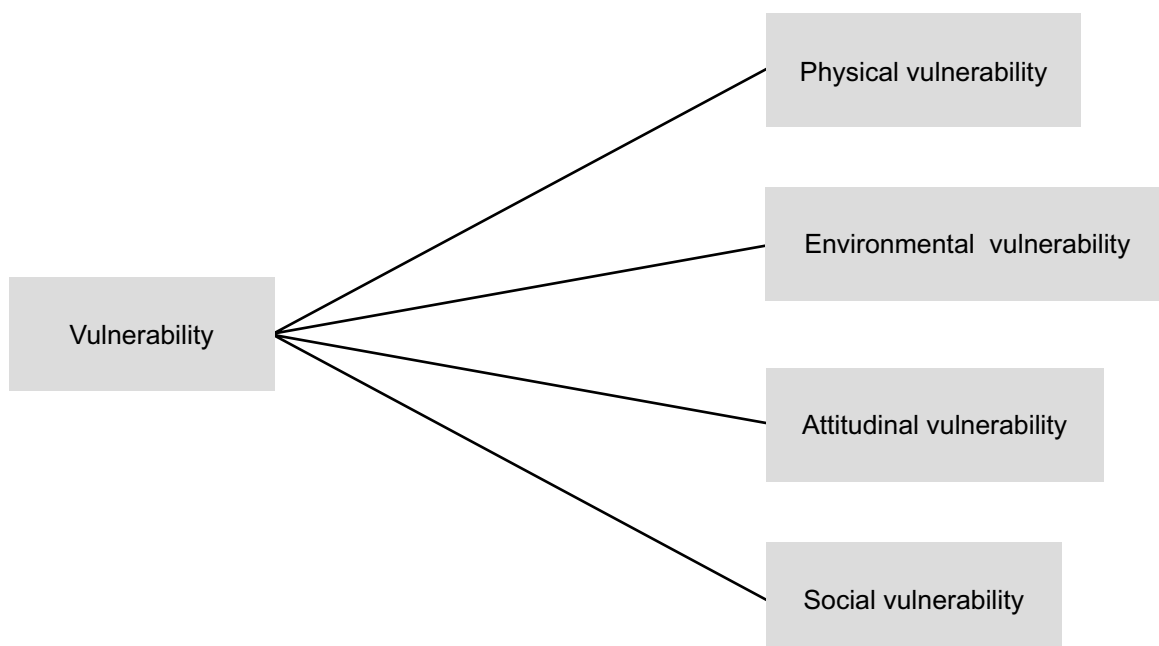 Physical vulnerability
Environmental  vulnerability
Vulnerability
Attitudinal vulnerability
Social vulnerability